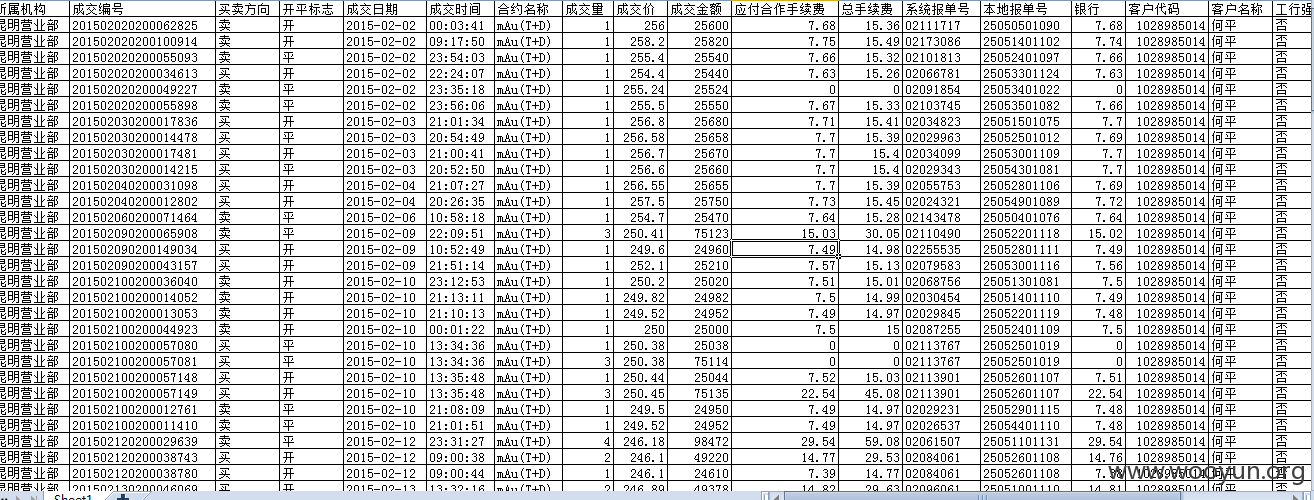 所属机构 成交编号 买卖方向 开平标志 成交日期 成交时间 合约名称 成交量 成交价 成交金额 应付合作手续费 总手续费 系统报单号 本地报单号 银行 客户代码 客户名称 工行强
昆明营业部 201502020200062825 卖 开 2015-02-02 00:03:41 mAu(T+D) 1 256 25600 7.68 15.36 02111717 25050501090 7.68 1028985014 何平 否
昆明营业部 201502020200100914 卖 开 2015-02-02 09:17:50 mAu(T+D) 1 258.2 25820 7.75 15.49 02173086 25051401102 7.74 1028985014 何平 否
昆明营业部 201502020200055093 卖 平 2015-02-02 23:54:03 mAu(T+D) 1 255.4 25540 7.66 15.32 02101813 25052401097 7.66 1028985014 何平 否
昆明营业部 201502020200034613 买 开 2015-02-02 22:24:07 mAu(T+D) 1 254.4 25440 7.63 15.26 02066781 25053301124 7.63 1028985014 何平 否
昆明营业部 201502020200049227 买 平 2015-02-02 23:35:18 mAu(T+D) 1 255.24 25524 0 0 02091854 25053401022 0 1028985014 何平 否
昆明营业部 201502020200055898 卖 开 2015-02-02 23:56:06 mAu(T+D) 1 255.5 25550 7.67 15.33 02103745 25053501082 7.66 1028985014 何平 否
昆明营业部 201502030200017836 卖 开 2015-02-03 21:01:34 mAu(T+D) 1 256.8 25680 7.71 15.41 02034823 25051501075 7.7 1028985014 何平 否
昆明营业部 201502030200014478 买 平 2015-02-03 20:54:49 mAu(T+D) 1 256.58 25658 7.7 15.39 02029963 25052501012 7.69 1028985014 何平 否
昆明营业部 201502030200017481 买 开 2015-02-03 21:00:41 mAu(T+D) 1 256.7 25670 7.7 15.4 02034099 25053001109 7.7 1028985014 何平 否
昆明营业部 201502030200014215 买 平 2015-02-03 20:52:50 mAu(T+D) 1 256.6 25660 7.7 15.4 02029343 25054301081 7.7 1028985014 何平 否
昆明营业部 201502040200031098 买 开 2015-02-04 21:07:27 mAu(T+D) 1 256.55 25655 7.7 15.39 02055753 25052801106 7.69 1028985014 何平 否
昆明营业部 201502040200012802 买 开 2015-02-04 20:26:35 mAu(T+D) 1 257.5 25750 7.73 15.45 02024321 25054901089 7.72 1028985014 何平 否
昆明营业部 201502060200071464 卖 平 2015-02-06 10:58:18 mAu(T+D) 1 254.7 25470 7.64 15.28 02143478 25050401076 7.64 1028985014 何平 否
昆明营业部 201502090200065908 卖 平 2015-02-09 22:09:51 mAu(T+D) 3 250.41 75123 15.03 30.05 02110490 25052201118 15.02 1028985014 何平 否
昆明营业部 201502090200149034 买 开 2015-02-09 10:52:49 mAu(T+D) 1 249.6 24960 7.49 14.98 02255535 25052801111 7.49 1028985014 何平 否
昆明营业部 201502090200043157 卖 开 2015-02-09 21:51:14 mAu(T+D) 1 252.1 25210 7.57 15.13 02079583 25053001116 7.56 1028985014 何平 否
昆明营业部 201502100200036040 卖 开 2015-02-10 23:12:53 mAu(T+D) 1 250.2 25020 7.51 15.01 02068756 25051301081 7.5 1028985014 何平 否
昆明营业部 201502100200014052 卖 开 2015-02-10 21:13:11 mAu(T+D) 1 249.82 24982 7.5 14.99 02030454 25051401110 7.49 1028985014 何平 否
昆明营业部 201502100200013053 卖 开 2015-02-10 21:10:13 mAu(T+D) 1 249.52 24952 7.49 14.97 02029845 25052201119 7.48 1028985014 何平 否
昆明营业部 201502100200044923 卖 开 2015-02-10 00:01:22 mAu(T+D) 1 250 25000 7.5 15 02087255 25052401109 7.5 1028985014 何平 否
昆明营业部 201502100200057080 买 平 2015-02-10 13:34:36 mAu(T+D) 1 250.38 25038 0 0 02113767 25052501019 0 1028985014 何平 否
昆明营业部 201502100200057081 买 平 2015-02-10 13:34:36 mAu(T+D) 3 250.38 75114 0 0 02113767 25052501019 0 1028985014 何平 否
昆明营业部 201502100200057148 买 开 2015-02-10 13:35:48 mAu(T+D) 1 250.44 25044 7.52 15.03 02113901 25052601107 7.51 1028985014 何平 否
昆明营业部 201502100200057149 买 开 2015-02-10 13:35:48 mAu(T+D) 3 250.45 75135 22.54 45.08 02113901 25052601107 22.54 1028985014 何平 否
昆明营业部 201502100200012761 卖 平 2015-02-10 21:08:09 mAu(T+D) 1 249.5 24950 7.49 14.97 02029231 25052901115 7.48 1028985014 何平 否
昆明营业部 201502100200011410 卖 平 2015-02-10 21:01:51 mAu(T+D) 1 249.52 24952 7.49 14.97 02026537 25054401110 7.48 1028985014 何平 否
昆明营业部 201502120200029639 卖 平 2015-02-12 23:31:27 mAu(T+D) 4 246.18 98472 29.54 59.08 02061507 25051101131 29.54 1028985014 何平 否
昆明营业部 201502120200038743 买 开 2015-02-12 09:00:38 mAu(T+D) 2 246.1 49220 14.77 29.53 02084061 25052601108 14.76 1028985014 何平 否
昆明营业部 201502120200038780 买 开 2015-02-12 09:00:44 mAu(T+D) 1 246.1 24610 7.39 14.77 02084061 25052601108 1028985014 何平 否
昆明营业部 201502130200046069 买 开 2015-02-13 13:32:16 mAu(T+D) 2 246.89 49378 14.82 29.63 02096061 25051001110 14.81 1028985014 何平 否
www.wooyun.org
Sheet1